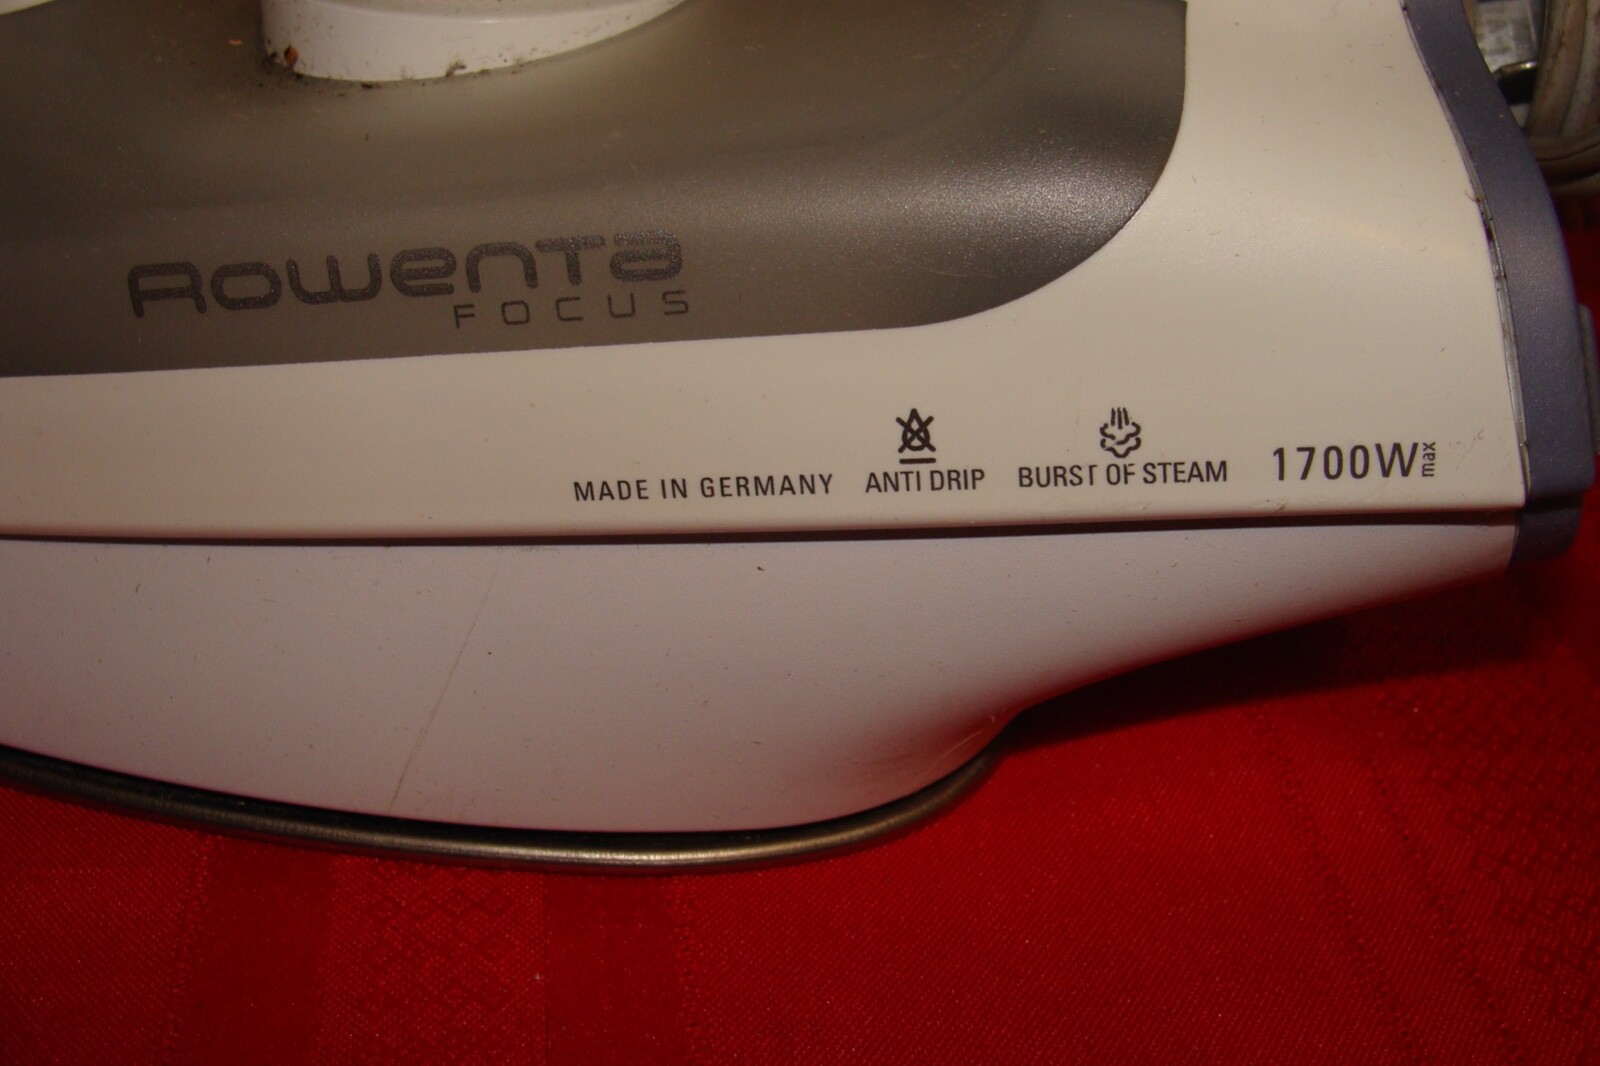 Rowenta
FOCUS
MADE IN GERMANY ANTI DRIP BURST OF STEAM 1700W max